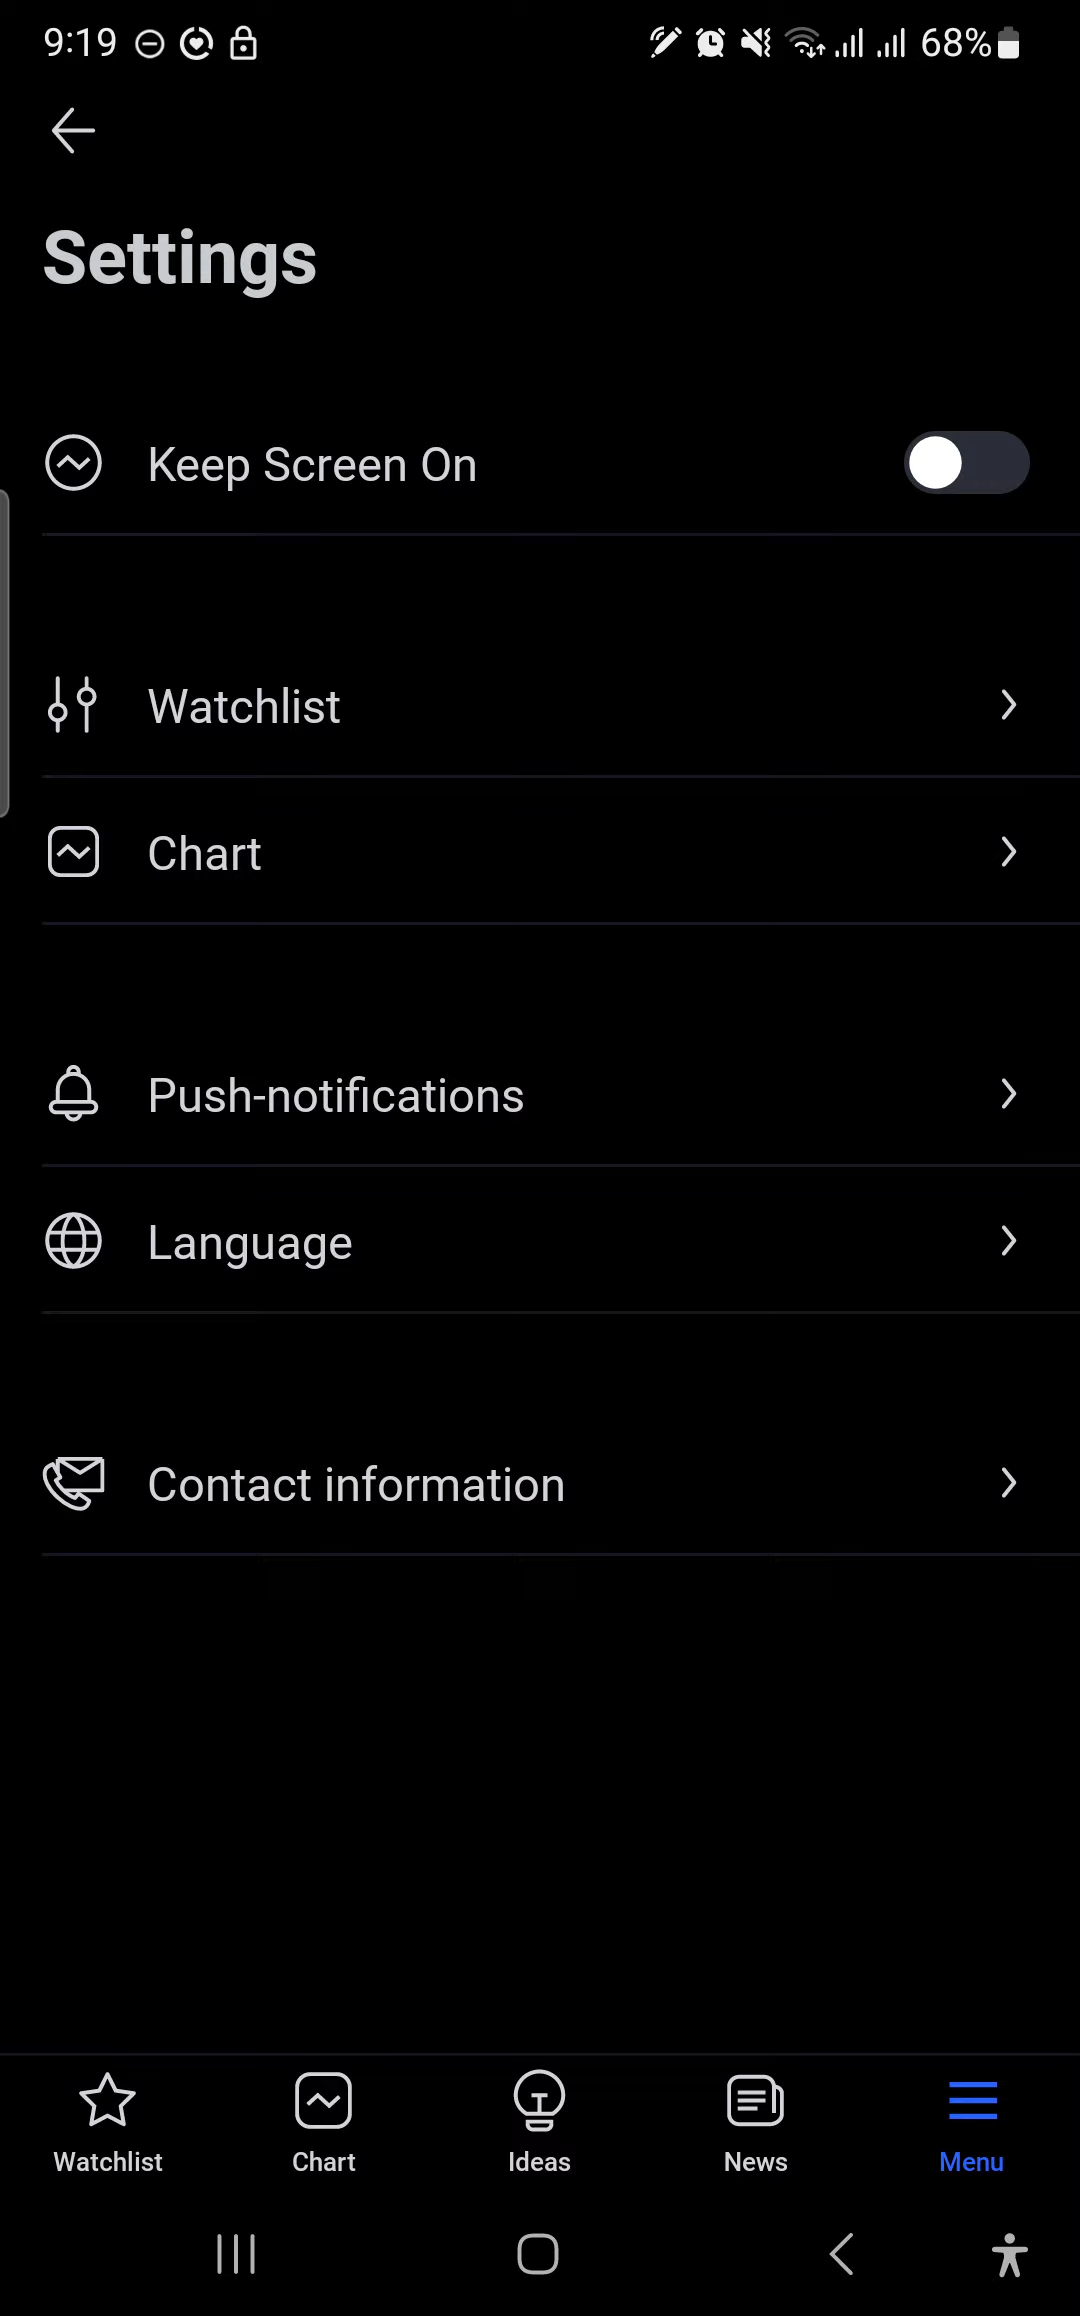 9:19
68%
Settings
Keep Screen On
Watchlist
Chart
Push-notifications
Language
Contact information
Watchlist
Chart
Ideas
News
Menu